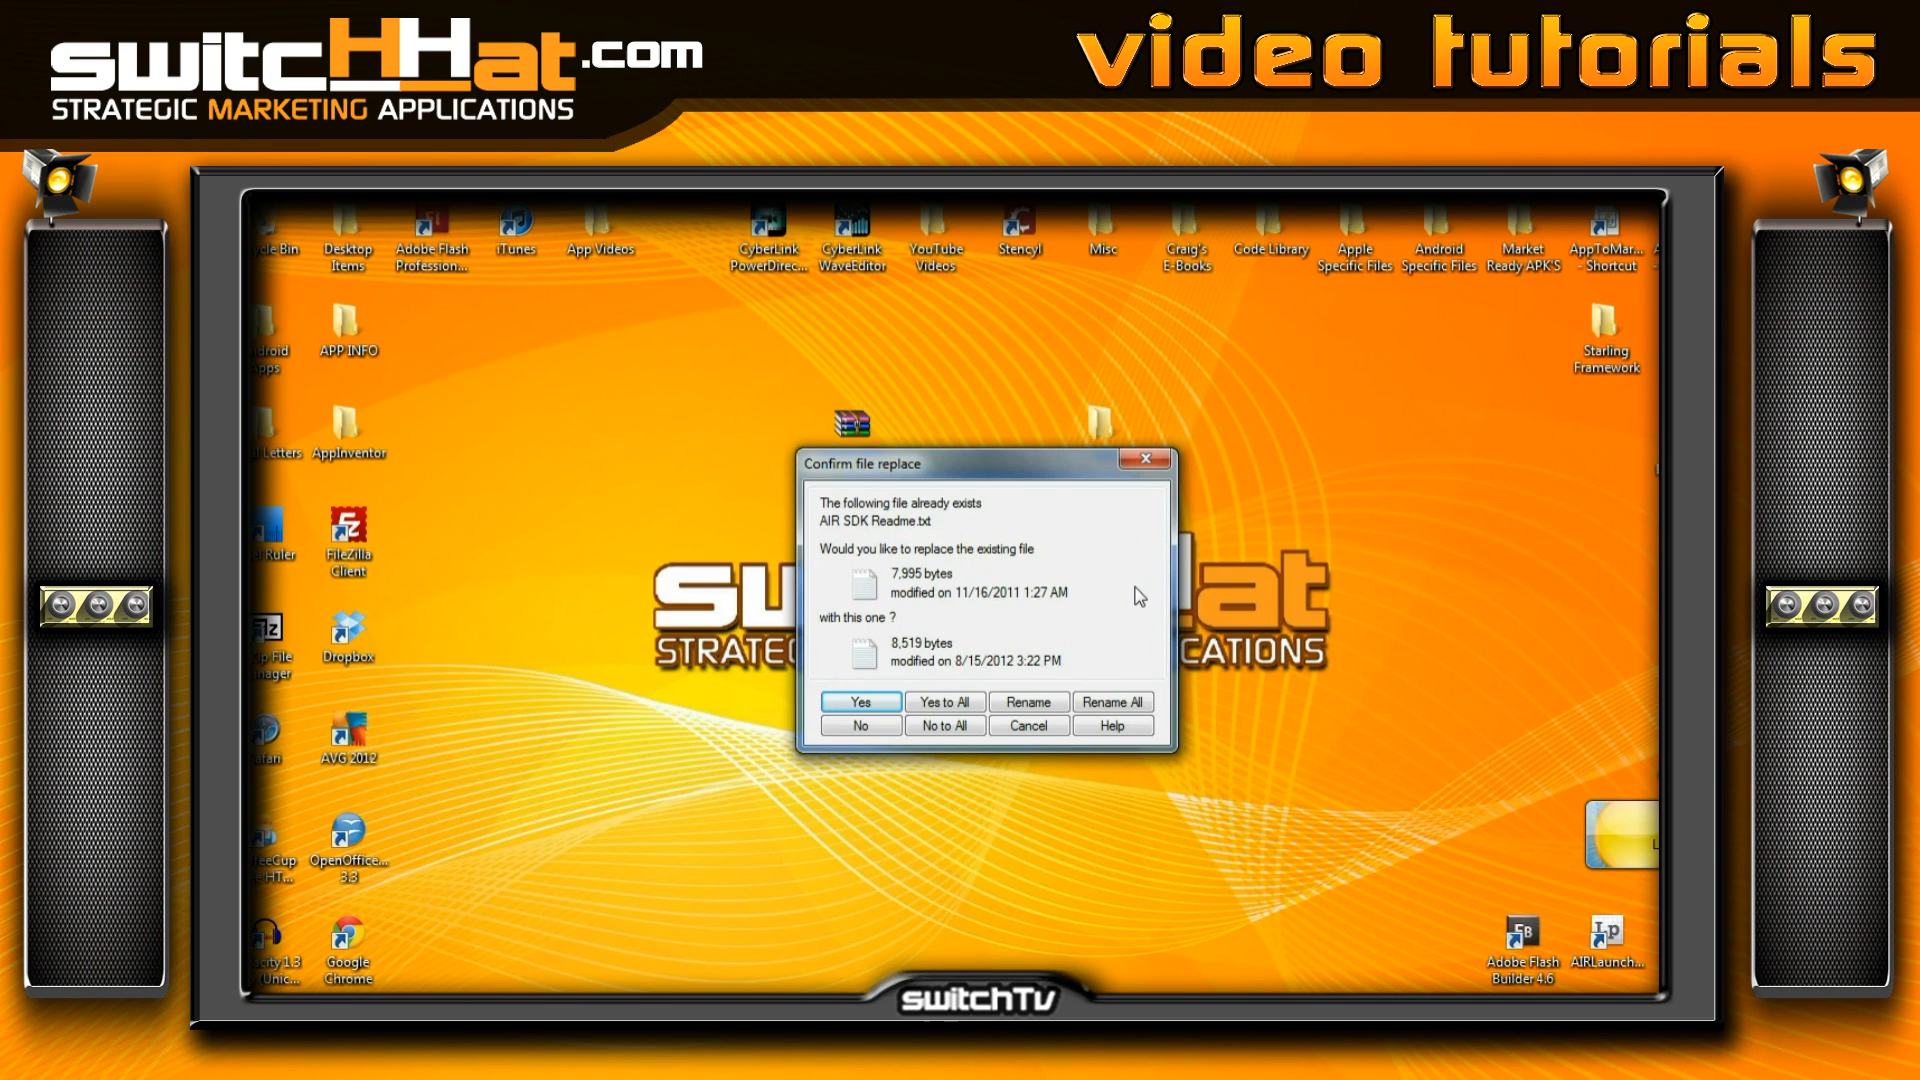 switcHHat.com
STRATEGIC MARKETING APPLICATIONS
video tutorials
Desktop
Items
Adobe Flash
Profession...
iTunes
App Videos
CyberLink
PowerDirec...
CyberLink
WaveEditor
YouTube
Videos
Stencyl
Misc
Craig's
E-Books
Code Library
Apple
Specific Files
Android
Specific Files
Market
Ready APK'S
AppToMar...
- Shortcut
APP INFO
Starling
Framework
Letters
AppInventor
Ruler
FileZilla
Client
File
Dropbox
AVG 2012
OpenOffice...
3.3
Google
Chrome
Confirm file replace
The following file already exists
AIR SDK Readme.txt
Would you like to replace the existing file
7,995 bytes
modified on 11/16/2011 1:27 AM
with this one ?
8,519 bytes
modified on 8/15/2012 3:22 PM
Yes
Yes to All
Rename
Rename All
No
No to All
Cancel
Help
Adobe Flash
Builder 4.6
AIRLaunch...
switchTv